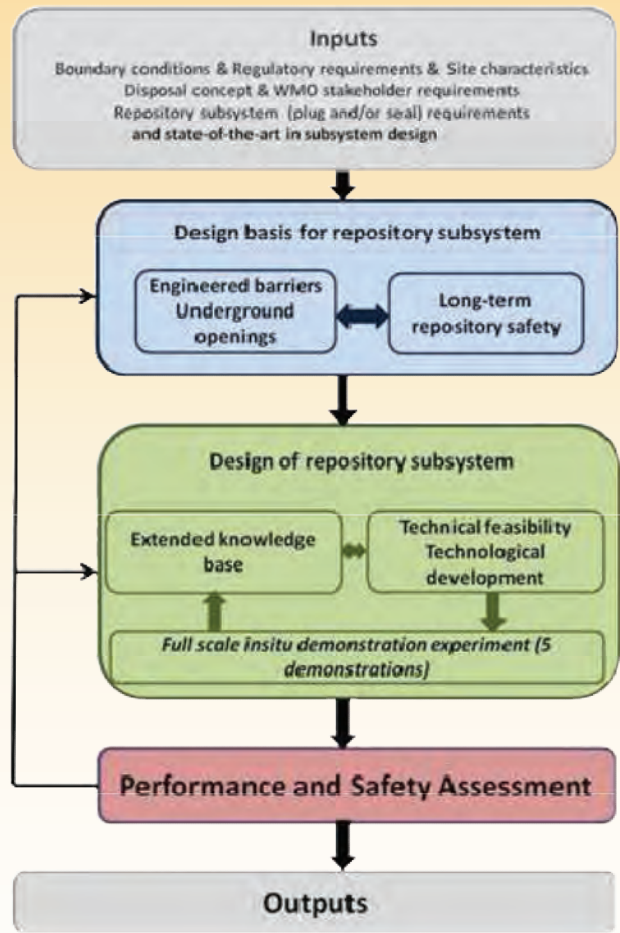 Inputs
Boundary conditions & Regulatory requirements & Site characteristics
Disposal concept & WMO stakeholder requirements
Repository subsystem (plug and/or seal) requirements
and state-of-the-art in subsystem design
Design basis for repository subsystem
Engineered barriers
Underground
openings
Long-term
repository safety
Design of repository subsystem
Extended knowledge
base
Technical feasibility
Technological
development
Full scale insitu demonstration experiment (5
demonstrations)
Performance and Safety Assessment
Outputs